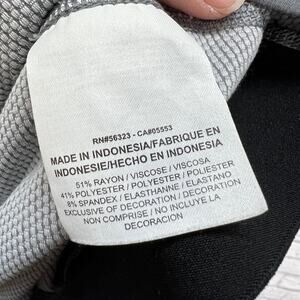 RN#56323 - CA#05553
MADE IN INDONESIA/FABRIQUE EN
INDONESIE/HECHO EN INDONESIA
51% RAYON / VISCOSE / VISCOSA
41% POLYESTER / POLYESTER / POLIESTER
8% SPANDEX / ELASTHANNE / ELASTANO
EXCLUSIVE OF DECORATION / DECORATION
NON COMPRISE / NO INCLUYE LA
DECORACION